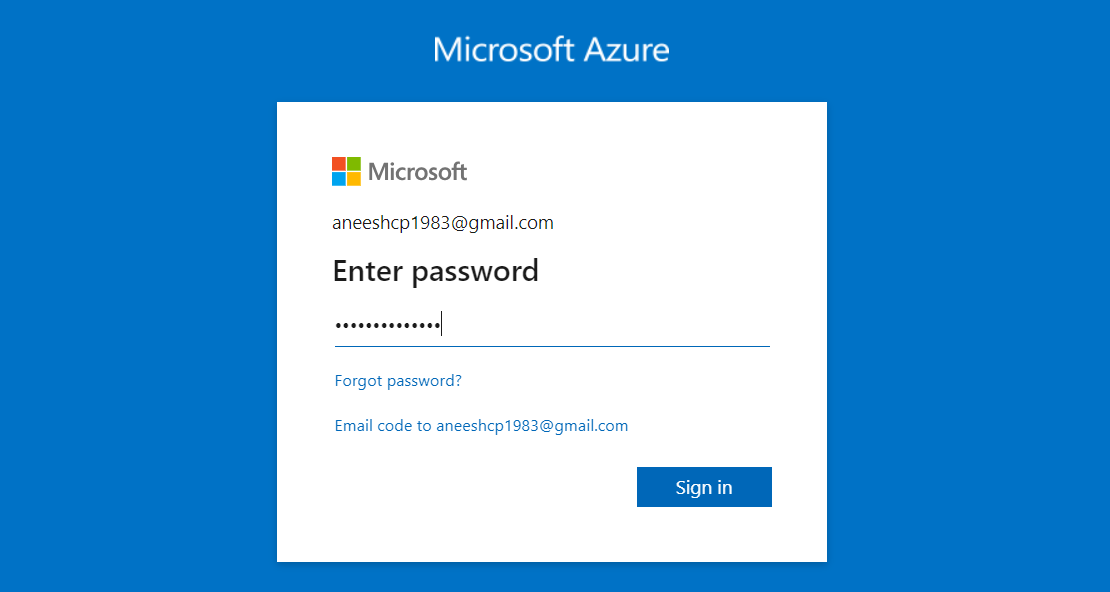 Microsoft Azure
Microsoft
aneeshcp1983@gmail.com
Enter password
••••••••••••••
Forgot password?
Email code to aneeshcp1983@gmail.com
Sign in